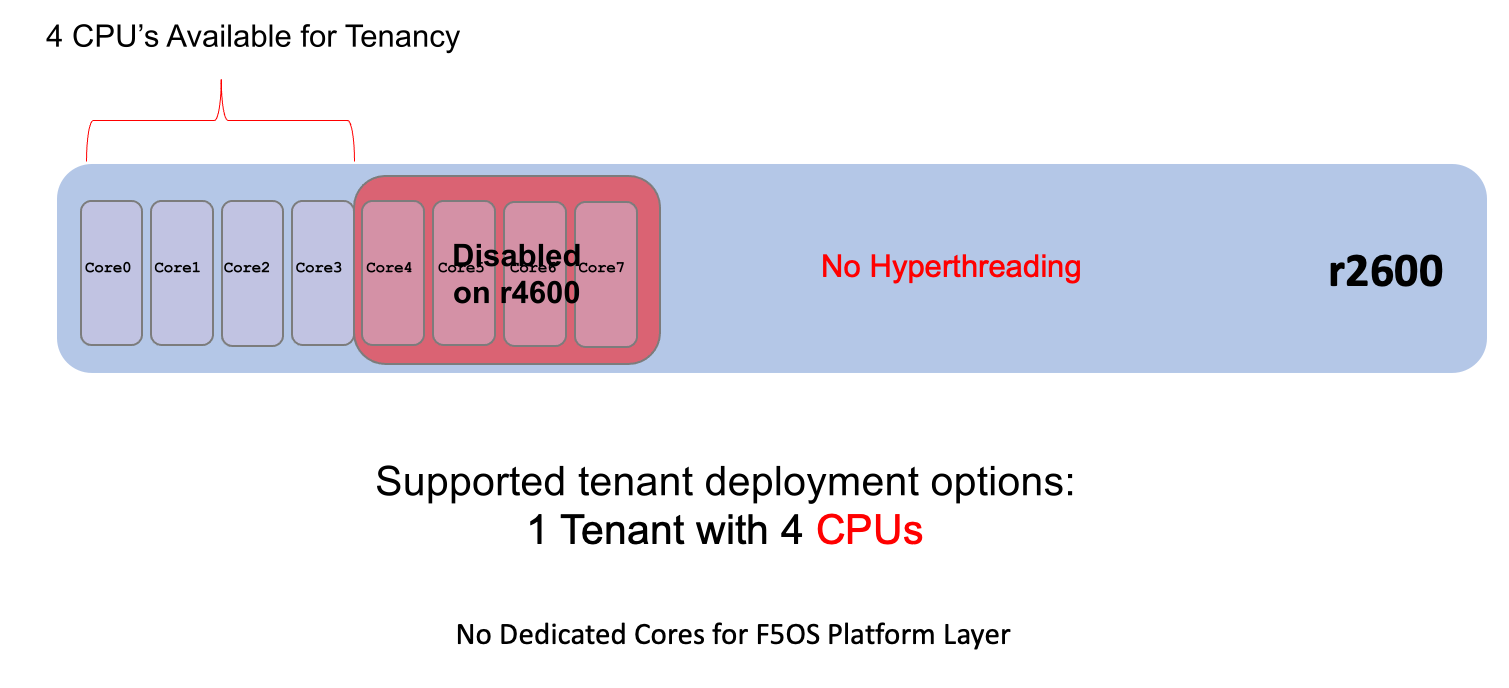 4 CPU’s Available for Tenancy
Core0 Core1 Core2 Core3 Core4 Core5 Core6 Core7
Disabled
on r4600
No Hyperthreading
r2600
Supported tenant deployment options:
1 Tenant with 4 CPUs
No Dedicated Cores for F5OS Platform Layer